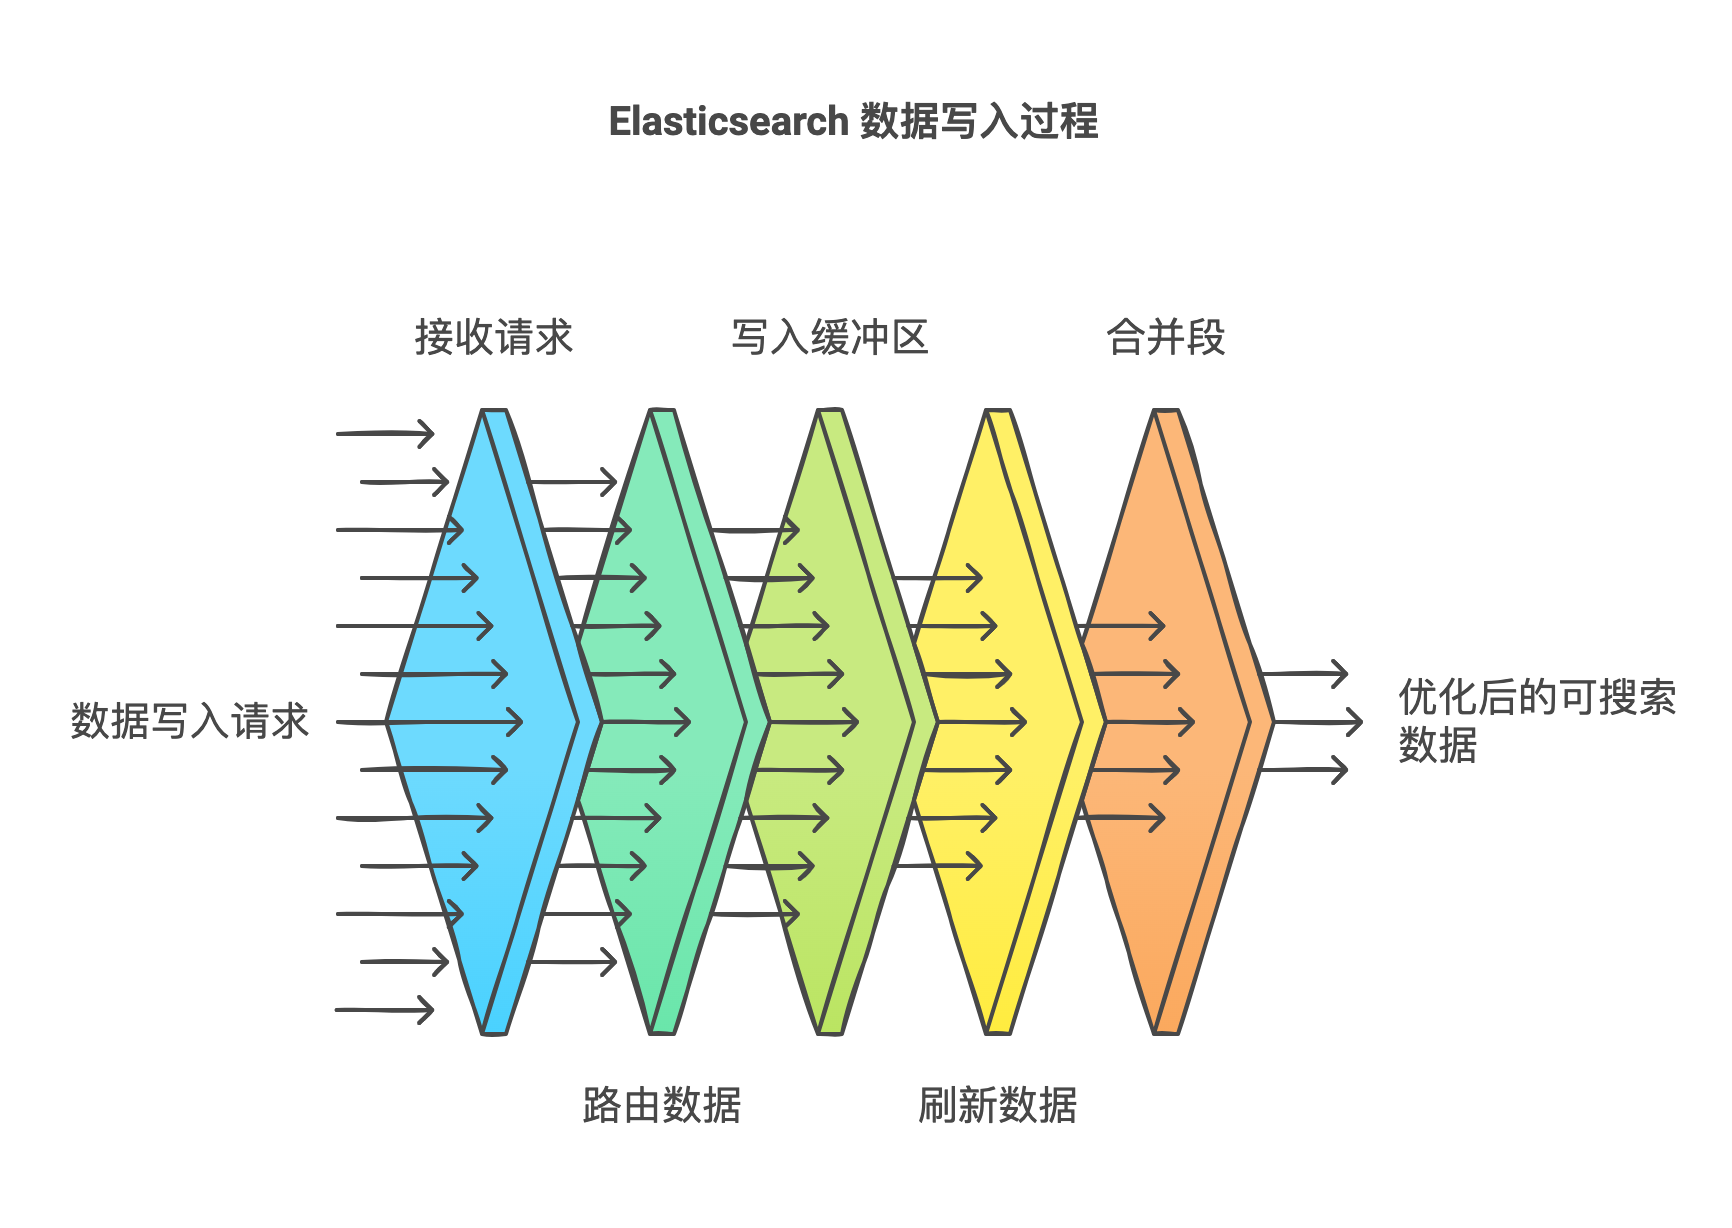 Elasticsearch 数据写入过程
接收请求
写入缓冲区
合并段
数据写入请求
优化后的可搜索
数据
路由数据
刷新数据